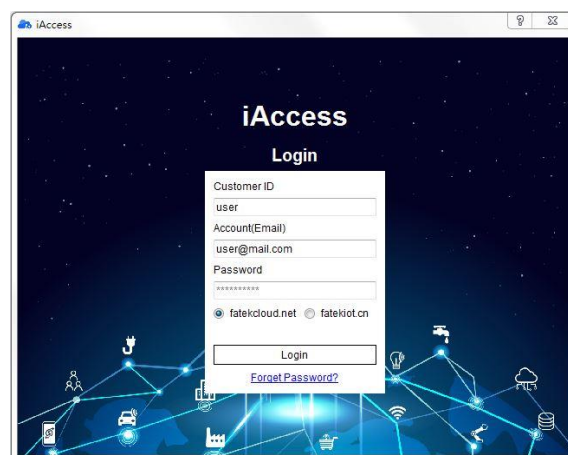 iAccess
iAccess
Login
Customer ID
user
Account(Email)
user@mail.com
Password
**********
fatekcloud.net fatekiot.cn
Login
Forget Password?